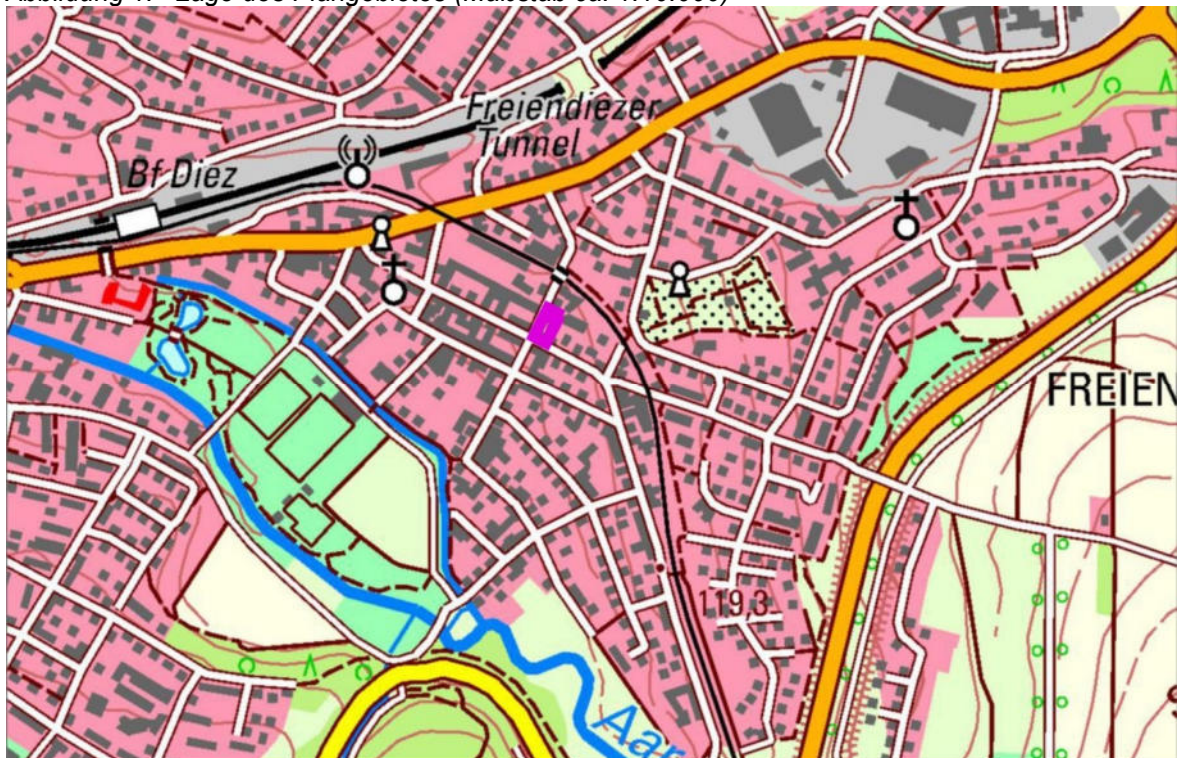 Abbildung 1: Lage des Plangebietes (Maßstab ca. 1:10.000)
Freiendiezer
Tunnel
Bf Diez
FREIEN
119,3
Aar